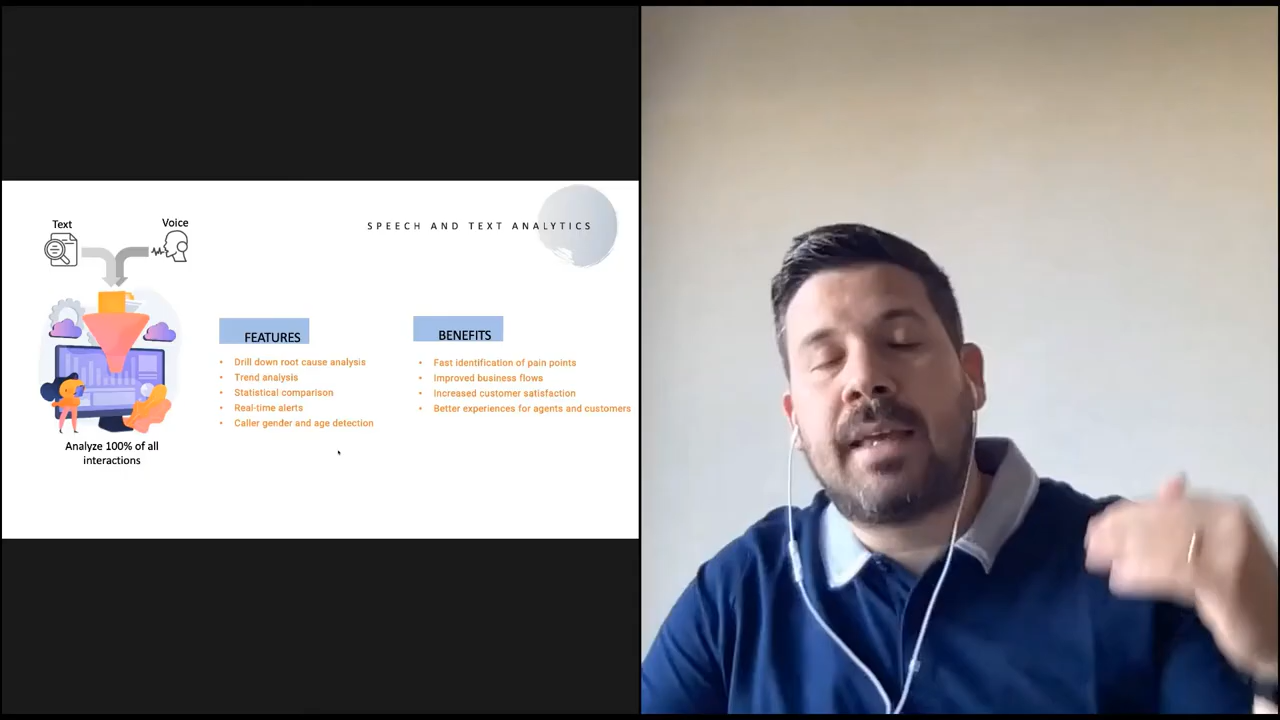 Text
Voice
SPEECH AND TEXT ANALYTICS
FEATURES
Drill down root cause analysis
Trend analysis
Statistical comparison
Real-time alerts
Caller gender and age detection
BENEFITS
Fast identification of pain points
Improved business flows
Increased customer satisfaction
Better experiences for agents and customers
Analyze 100% of all
interactions